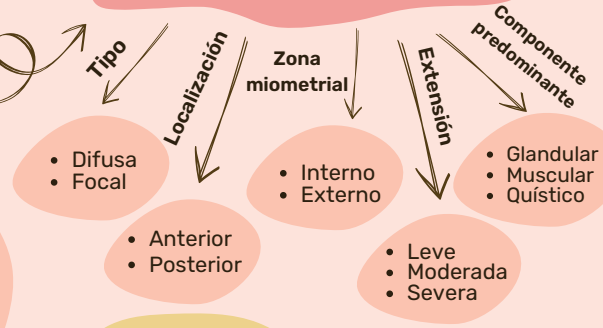 Tipo
• Difusa
• Focal
Localización
• Anterior
• Posterior
Zona
miometrial
• Interno
• Externo
Extensión
• Leve
• Moderada
• Severa
Componente
predominante
• Glandular
• Muscular
• Quístico